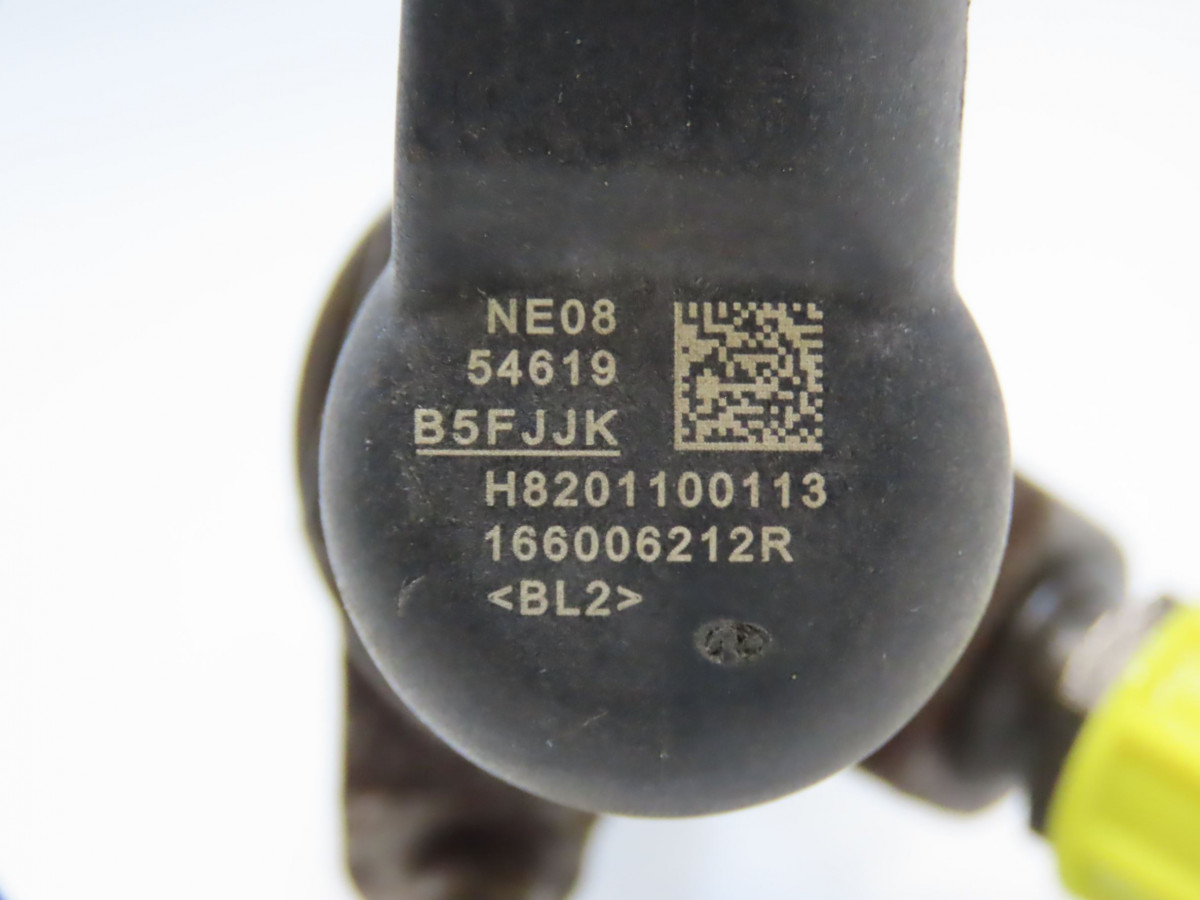 NE08
54619
B5FJJK
H8201100113
166006212R
<BL2>